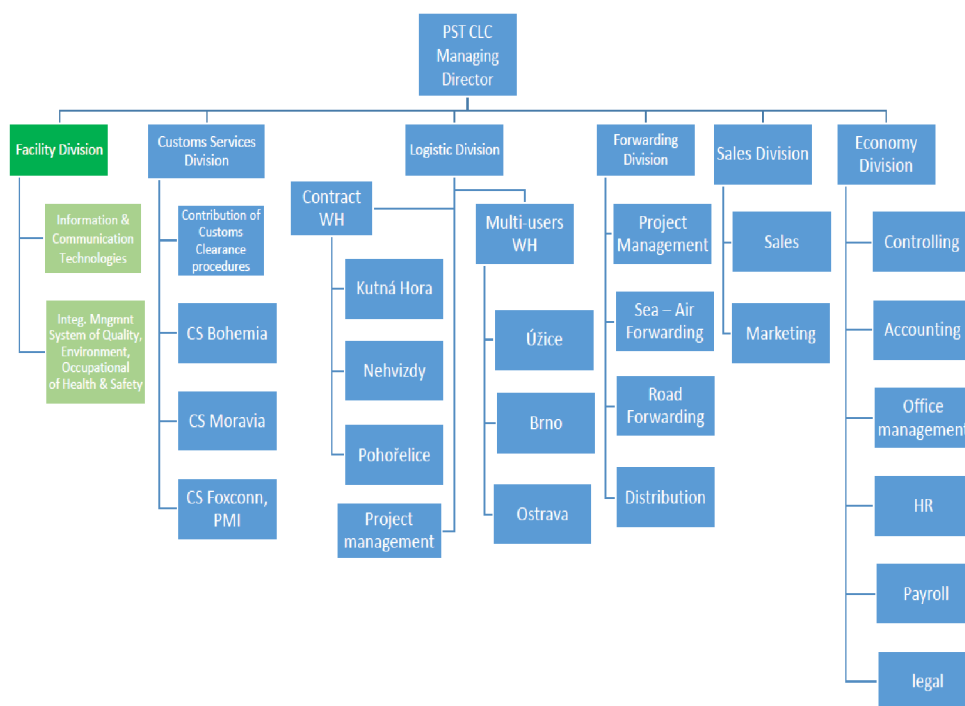 PST CLC
Managing
Director
Facility Division
Customs Services
Division
Logistic Division
Forwarding
Division
Sales Division
Economy
Division
Information &
Communication
Technologies
Integ. Mngmnt
System of Quality,
Environment,
Occupational
of Health & Safety
Contribution of
Customs
Clearance
procedures
CS Bohemia
CS Moravia
CS Foxconn,
PMI
Contract
WH
Kutná Hora
Nehvizdy
Pohořelice
Project
management
Multi-users
WH
Úžice
Brno
Ostrava
Project
Management
Sea – Air
Forwarding
Road
Forwarding
Distribution
Sales
Marketing
Controlling
Accounting
Office
management
HR
Payroll
legal